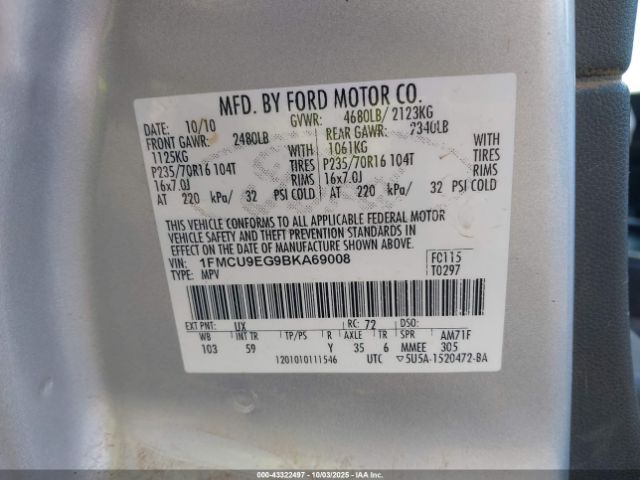 MFD. BY FORD MOTOR CO.
DATE: 10/10 GVWR: 4680LB/ 2123KG
FRONT GAWR: 2480LB REAR GAWR: 2340LB
1125KG WITH 1061KG WITH
P235/70R16 104T TIRES P235/70R16 104T TIRES
16x7.0J RIMS 16x7.0J RIMS
AT 220 kPa/ 32 PSI COLD AT 220 kPa/ 32 PSI COLD
THIS VEHICLE CONFORMS TO ALL APPLICABLE FEDERAL MOTOR
VEHICLE SAFETY AND THEFT PREVENTION STANDARDS IN
EFFECT ON THE DATE OF MANUFACTURE SHOWN ABOVE.
VIN: 1FMCU9EG9BKA69008 FC115
TYPE: MPV T0297
EXT PNT: UX RC: 72 DSO:
WB INT TR TP/PS R AXLE TR SPR AM71F
103 59 Y 35 6 MMEE 305
1201010111546 UTC 5U5A-1520472-BA
Stock #: 43322497 | 10/03/2025 | IAA Inc.